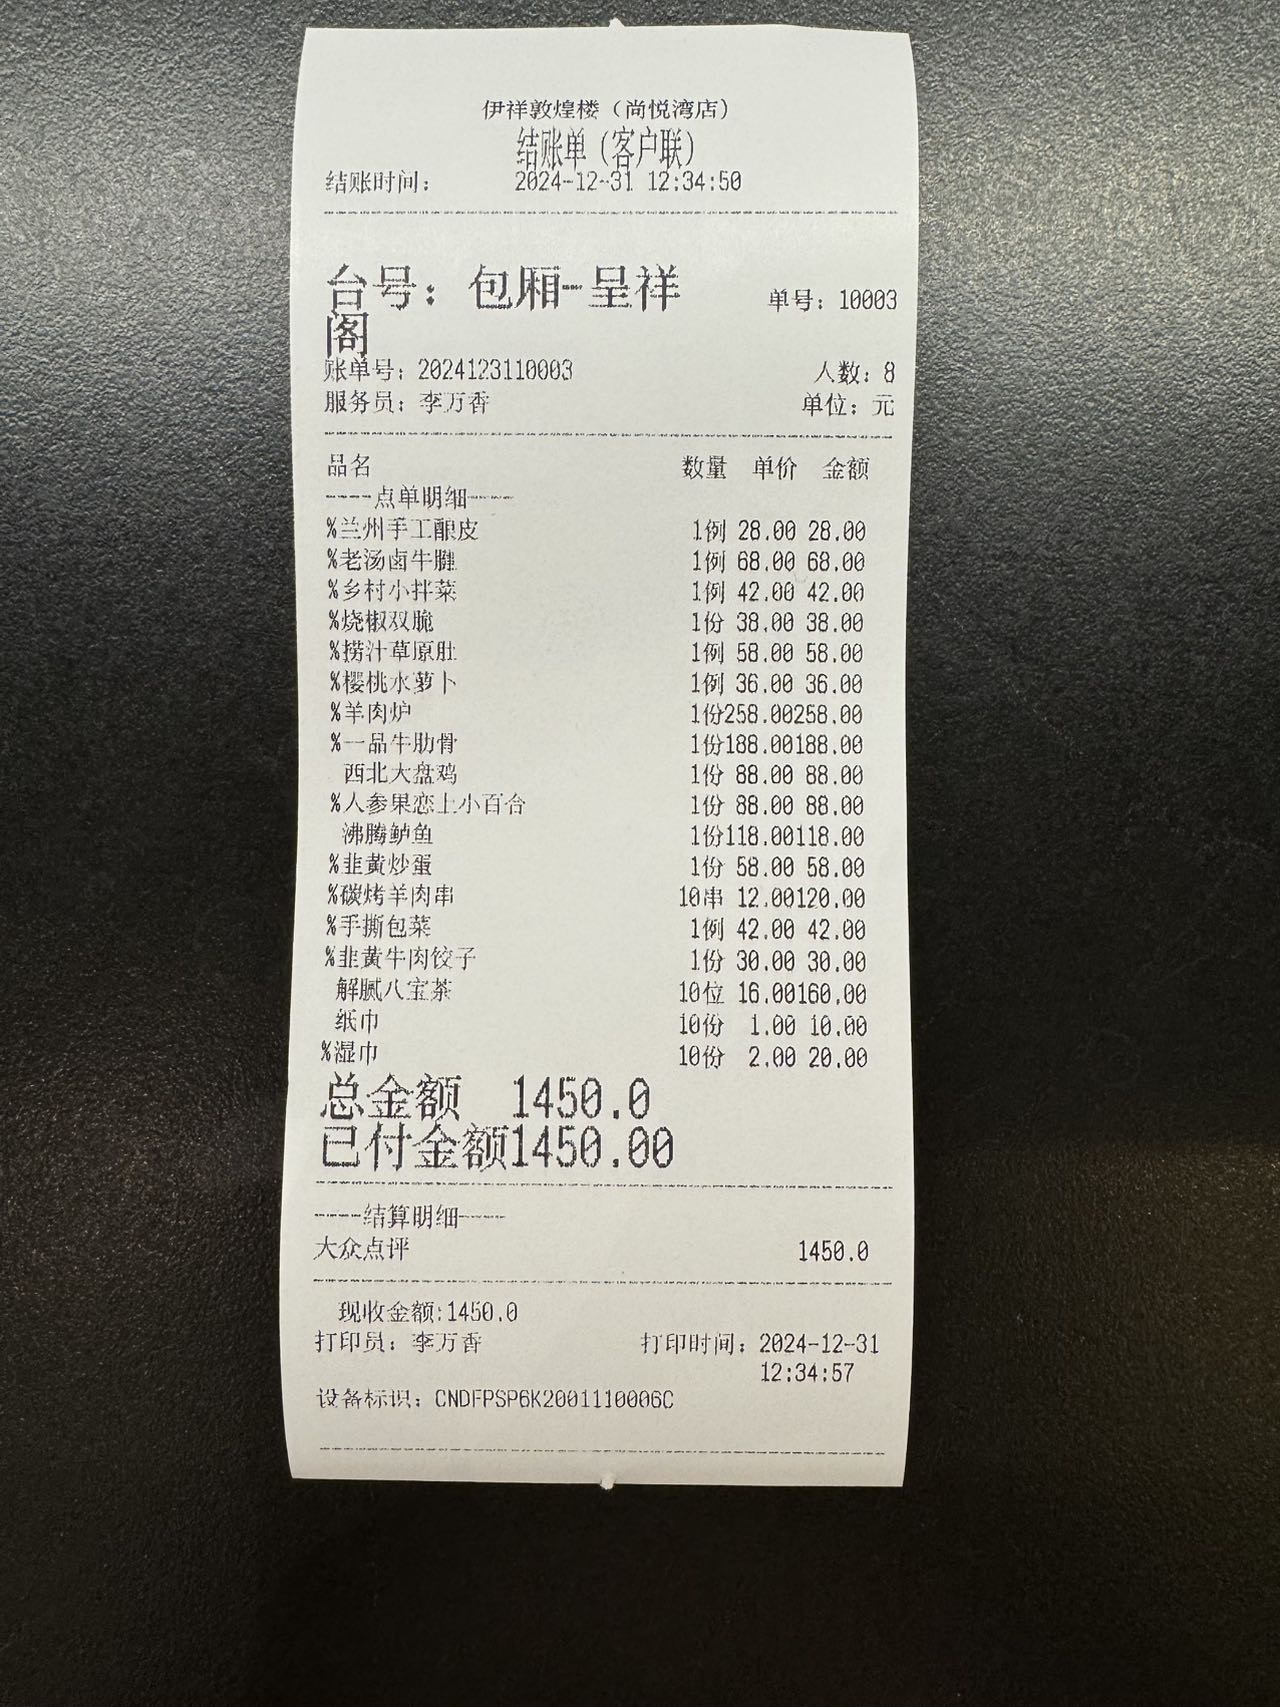 伊祥敦煌楼（尚悦湾店）
结账单（客户联）
结账时间： 2024-12-31 12:34:50
台号：包厢-呈祥阁 单号：10003
账单号：2024123110003 人数：8
服务员：李万香 单位：元
品名 数量 单价 金额
----点单明细----
%兰州手工酿皮 1例 28.00 28.00
%老汤卤牛腱 1例 68.00 68.00
%乡村小拌菜 1例 42.00 42.00
%烧椒双脆 1份 38.00 38.00
%捞汁草原肚 1例 58.00 58.00
%樱桃水萝卜 1例 36.00 36.00
%羊肉炉 1份258.00258.00
%一品牛肋骨 1份188.00188.00
西北大盘鸡 1份 88.00 88.00
%人参果恋上小百合 1份 88.00 88.00
沸腾鲈鱼 1份118.00118.00
%韭黄炒蛋 1份 58.00 58.00
%碳烤羊肉串 10串 12.00120.00
%手撕包菜 1例 42.00 42.00
%韭黄牛肉饺子 1份 30.00 30.00
解腻八宝茶 10位 16.00160.00
纸巾 10份 1.00 10.00
%湿巾 10份 2.00 20.00
总金额 1450.0
已付金额1450.00
----结算明细----
大众点评 1450.0
现收金额:1450.0
打印员：李万香 打印时间：2024-12-31
12:34:57
设备标识：CNDFPSP6K2001110006C